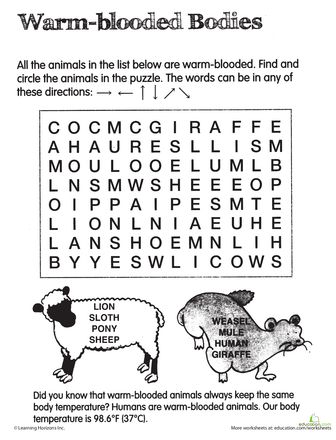 Warm-blooded Bodies
All the animals in the list below are warm-blooded. Find and
circle the animals in the puzzle. The words can be in any of
these directions: → ← ↑ ↓ ↗ ↘
C O C M C G I R A F F E
A H A U R E S L L I S M
M O U L O O E L U M L B
L N S M W S H E E E O P
O I P P A I P E S M T E
L I O N L N I A E U H E
L A N S H O E M N L I H
B Y Y E S W L I C O W S
LION
SLOTH
PONY
SHEEP
WEASEL
MULE
HUMAN
GIRAFFE
Did you know that warm-blooded animals always keep the same
body temperature? Humans are warm-blooded animals. Our body
temperature is 98.6°F (37°C).
© Learning Horizons Inc.
education.com
More worksheets at education.com/worksheets